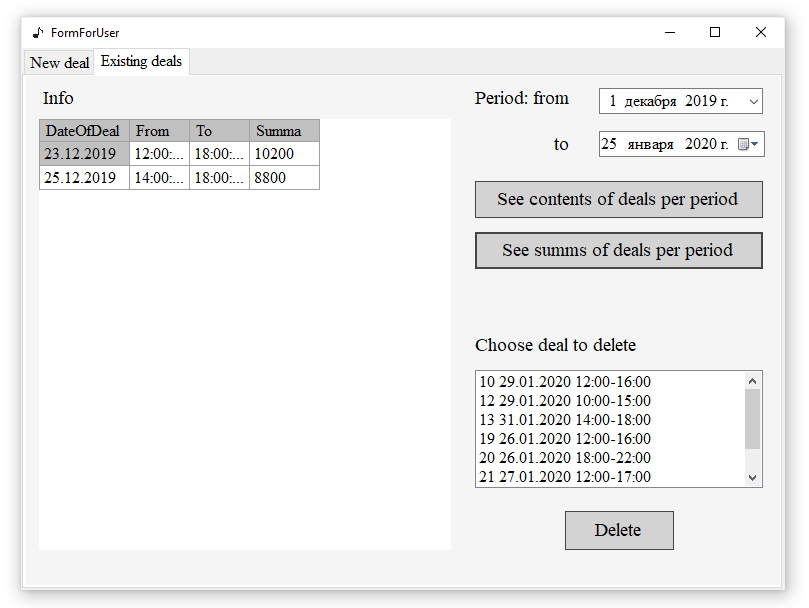 FormForUser
New deal Existing deals
Info
DateOfDeal From To Summa
23.12.2019 12:00:... 18:00:... 10200
25.12.2019 14:00:... 18:00:... 8800
Period: from 1 декабря 2019 г.
to 25 января 2020 г.
See contents of deals per period
See summs of deals per period
Choose deal to delete
10 29.01.2020 12:00-16:00
12 29.01.2020 10:00-15:00
13 31.01.2020 14:00-18:00
19 26.01.2020 12:00-16:00
20 26.01.2020 18:00-22:00
21 27.01.2020 12:00-17:00
Delete